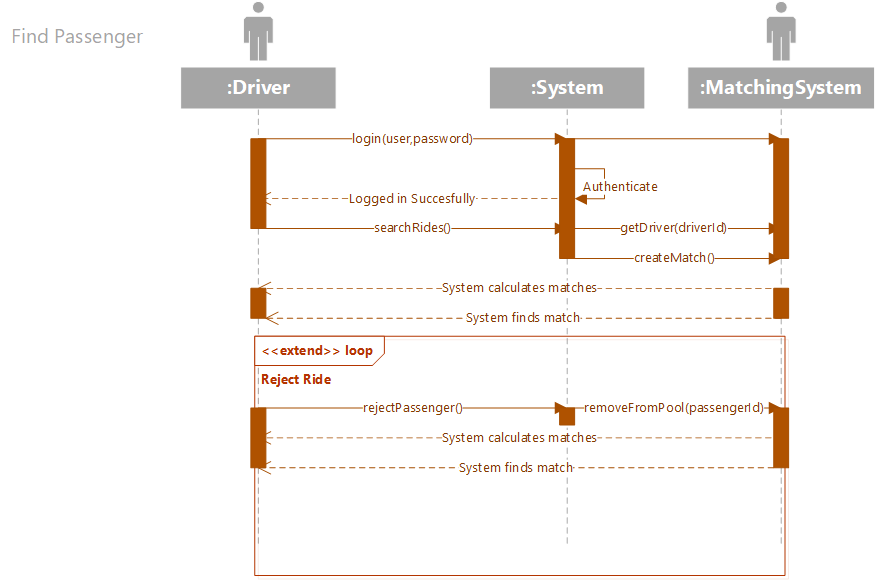 Find Passenger
:Driver
:System
:MatchingSystem
login(user,password)
Authenticate
Logged in Succesfully
searchRides()
getDriver(driverId)
createMatch()
System calculates matches
System finds match
<<extend>> loop
Reject Ride
rejectPassenger()
removeFromPool(passengerId)
System calculates matches
System finds match